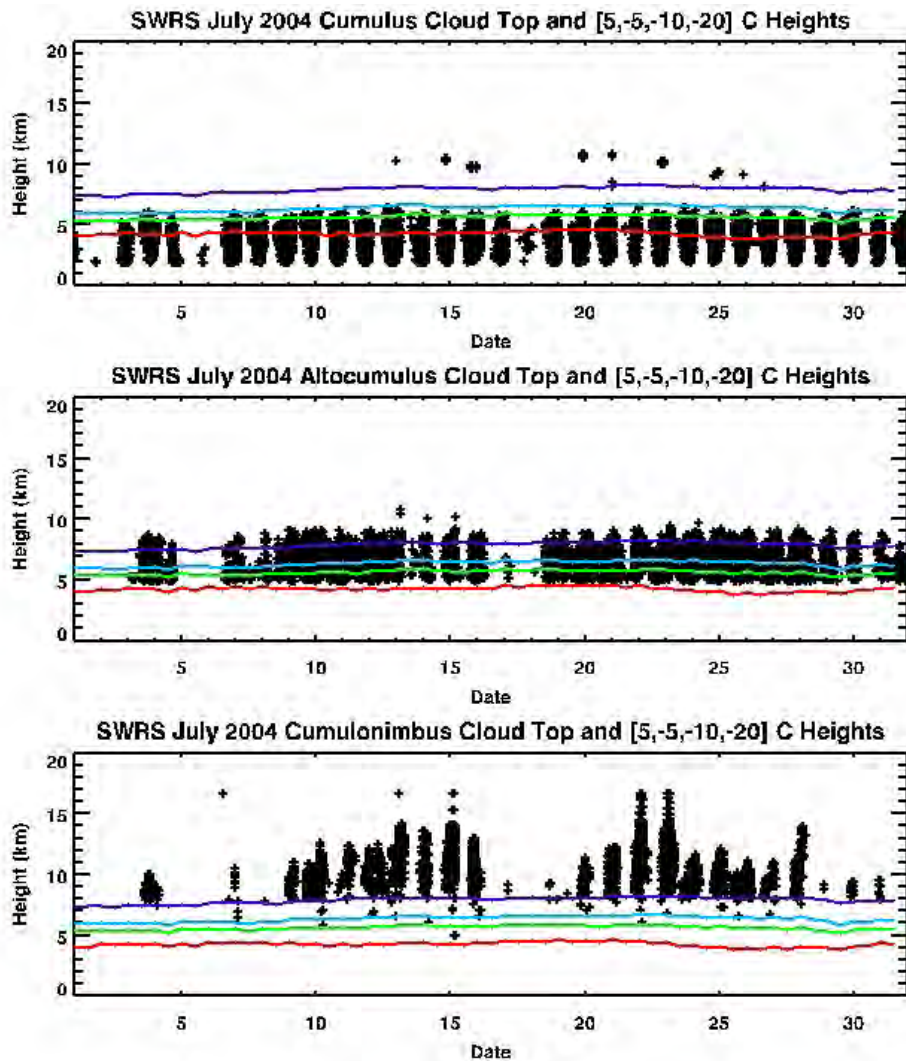 SWRS July 2004 Cumulus Cloud Top and [5,-5,-10,-20] C Heights
20
15
10
5
0
Height (km)
5 10 15 20 25 30
Date
SWRS July 2004 Altocumulus Cloud Top and [5,-5,-10,-20] C Heights
20
15
10
5
0
Height (km)
5 10 15 20 25 30
Date
SWRS July 2004 Cumulonimbus Cloud Top and [5,-5,-10,-20] C Heights
20
15
10
5
0
Height (km)
5 10 15 20 25 30
Date